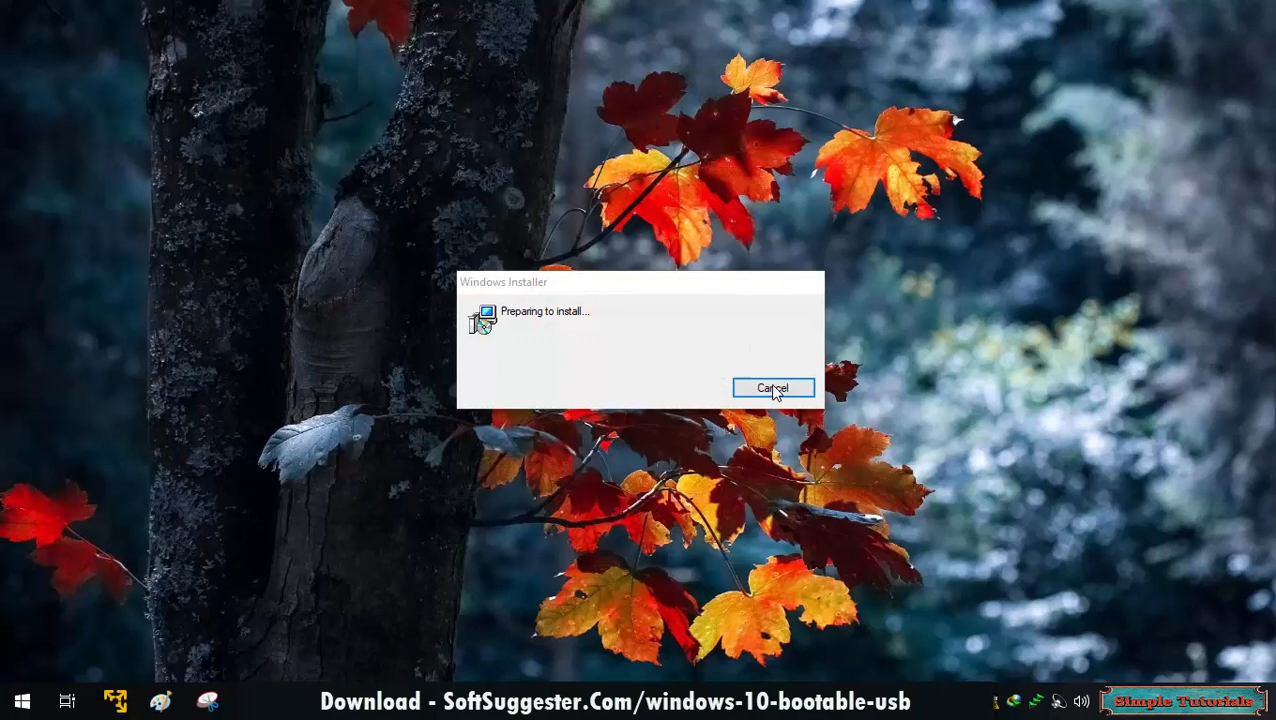 Windows Installer
Preparing to install...
Cancel
Download - SoftSuggester.Com/windows-10-bootable-usb
Simple Tutorials